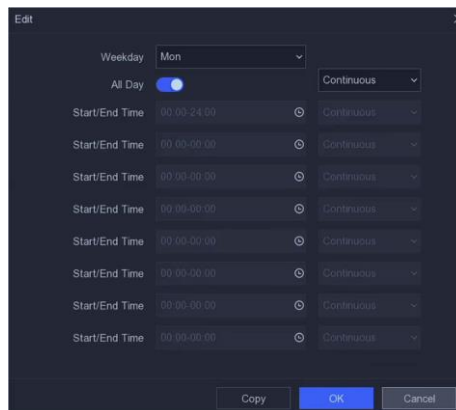 Edit
Weekday Mon
All Day Continuous
Start/End Time 00:00-24:00 Continuous
Start/End Time 00:00-00:00 Continuous
Start/End Time 00:00-00:00 Continuous
Start/End Time 00:00-00:00 Continuous
Start/End Time 00:00-00:00 Continuous
Start/End Time 00:00-00:00 Continuous
Start/End Time 00:00-00:00 Continuous
Start/End Time 00:00-00:00 Continuous
Copy OK Cancel